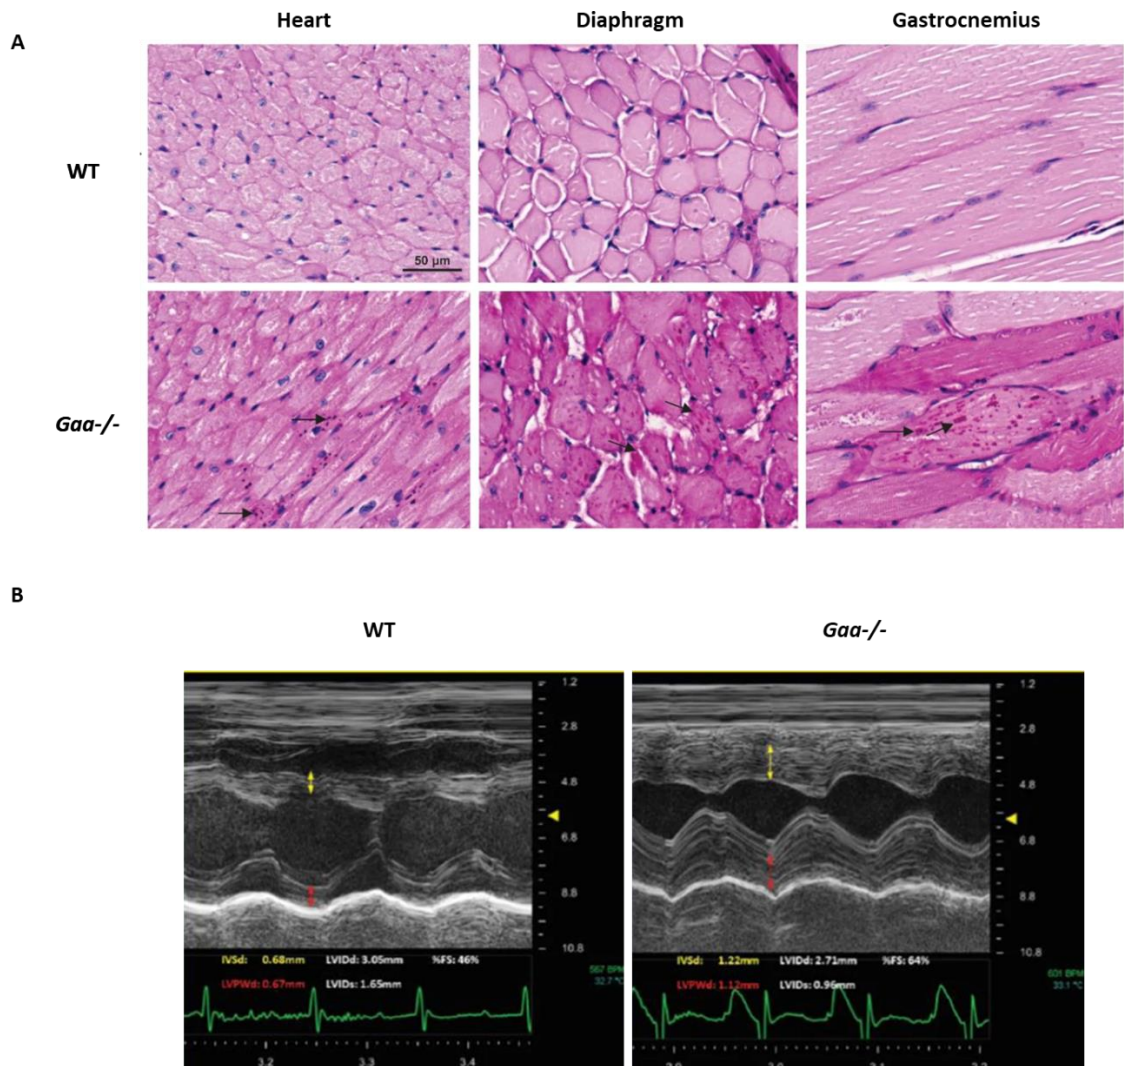 Heart Diaphragm Gastrocnemius
A
WT
50 µm
Gaa-/-
B
WT Gaa-/-
1.2 1.2
2.8 2.8
4.8 4.8
6.8 6.8
8.8 8.8
10.8 10.8
IVSd: 0.68mm LVIDd: 3.05mm %FS: 46%
LVPWd: 0.67mm LVIDs: 1.65mm
567 BPM
32.7 °C
IVSd: 1.22mm LVIDd: 2.71mm %FS: 64%
LVPWd: 1.12mm LVIDs: 0.96mm
631 BPM
33.1 °C
3.2 3.3 3.4